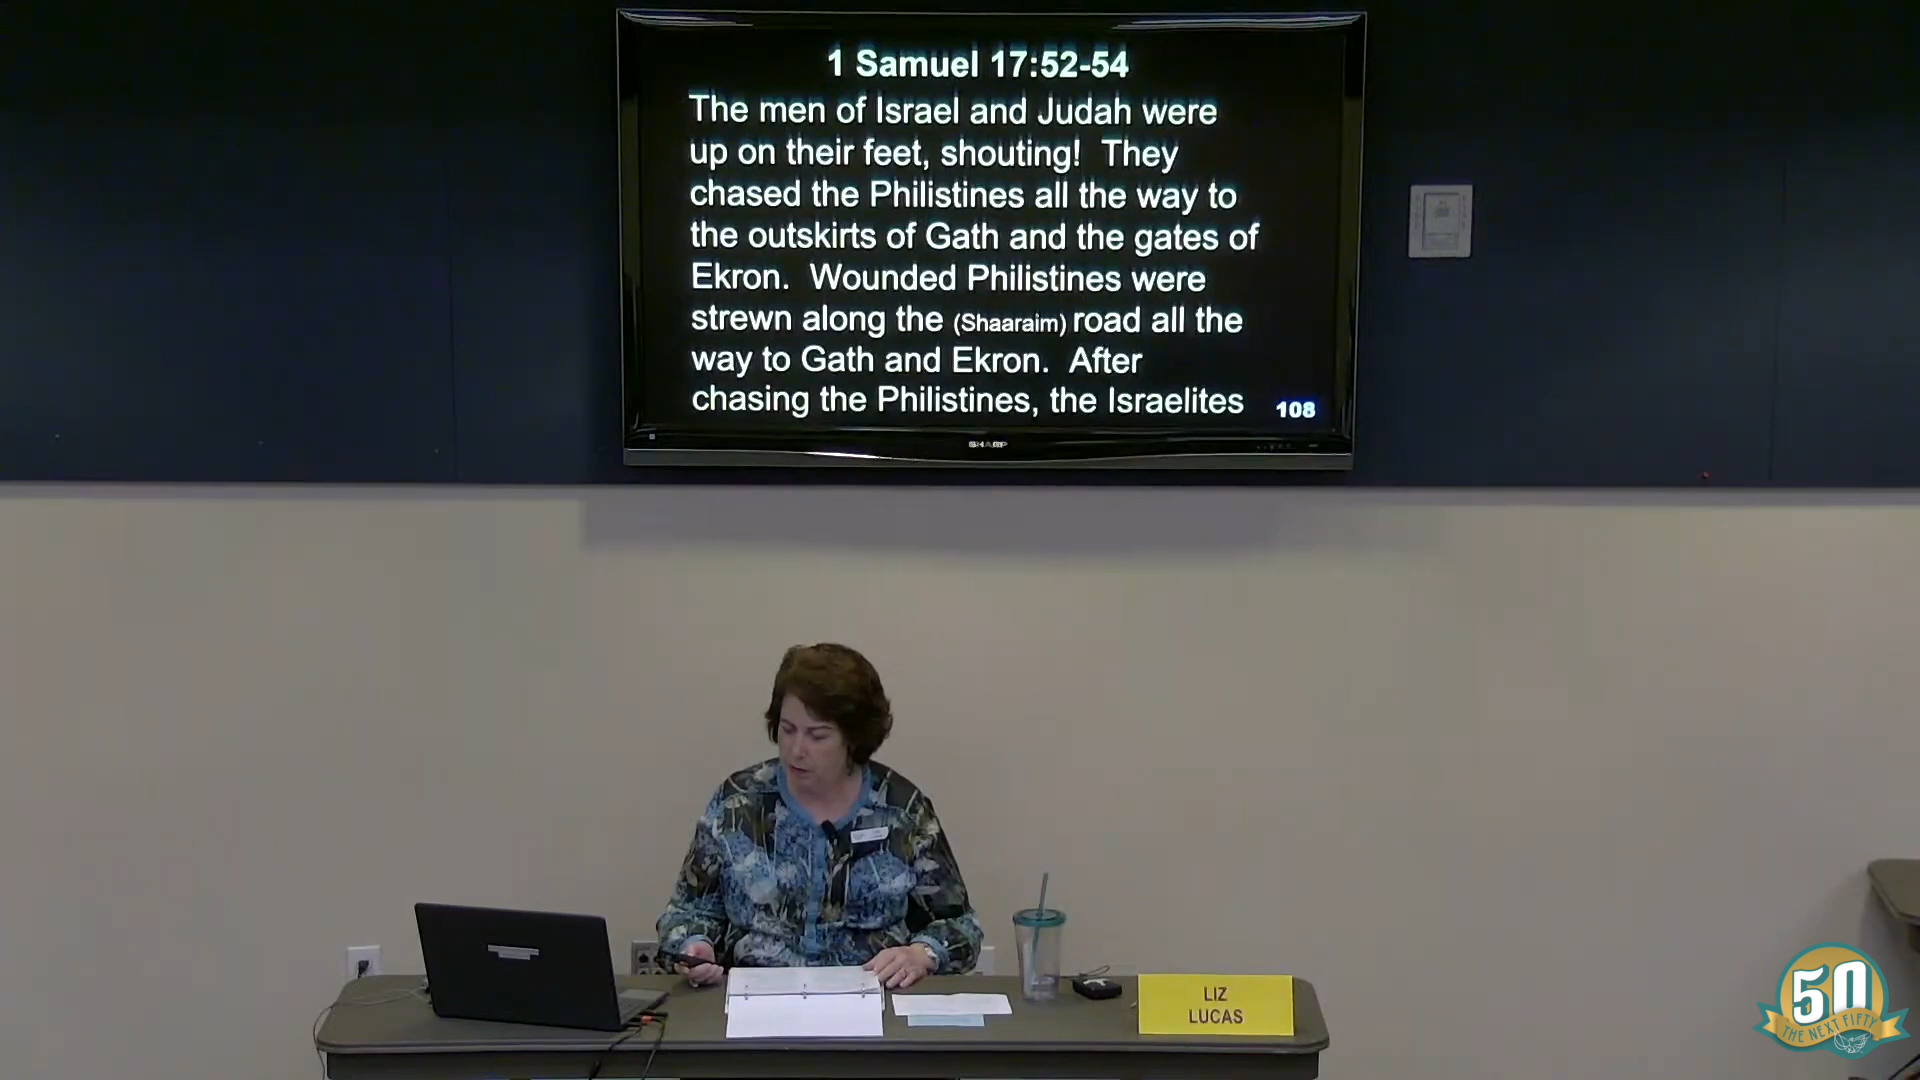 1 Samuel 17:52-54
The men of Israel and Judah were
up on their feet, shouting!  They
chased the Philistines all the way to
the outskirts of Gath and the gates of
Ekron.  Wounded Philistines were
strewn along the (Shaaraim) road all the
way to Gath and Ekron.  After
chasing the Philistines, the Israelites
108
SHARP
LIZ
LUCAS
50
THE NEXT FIFTY